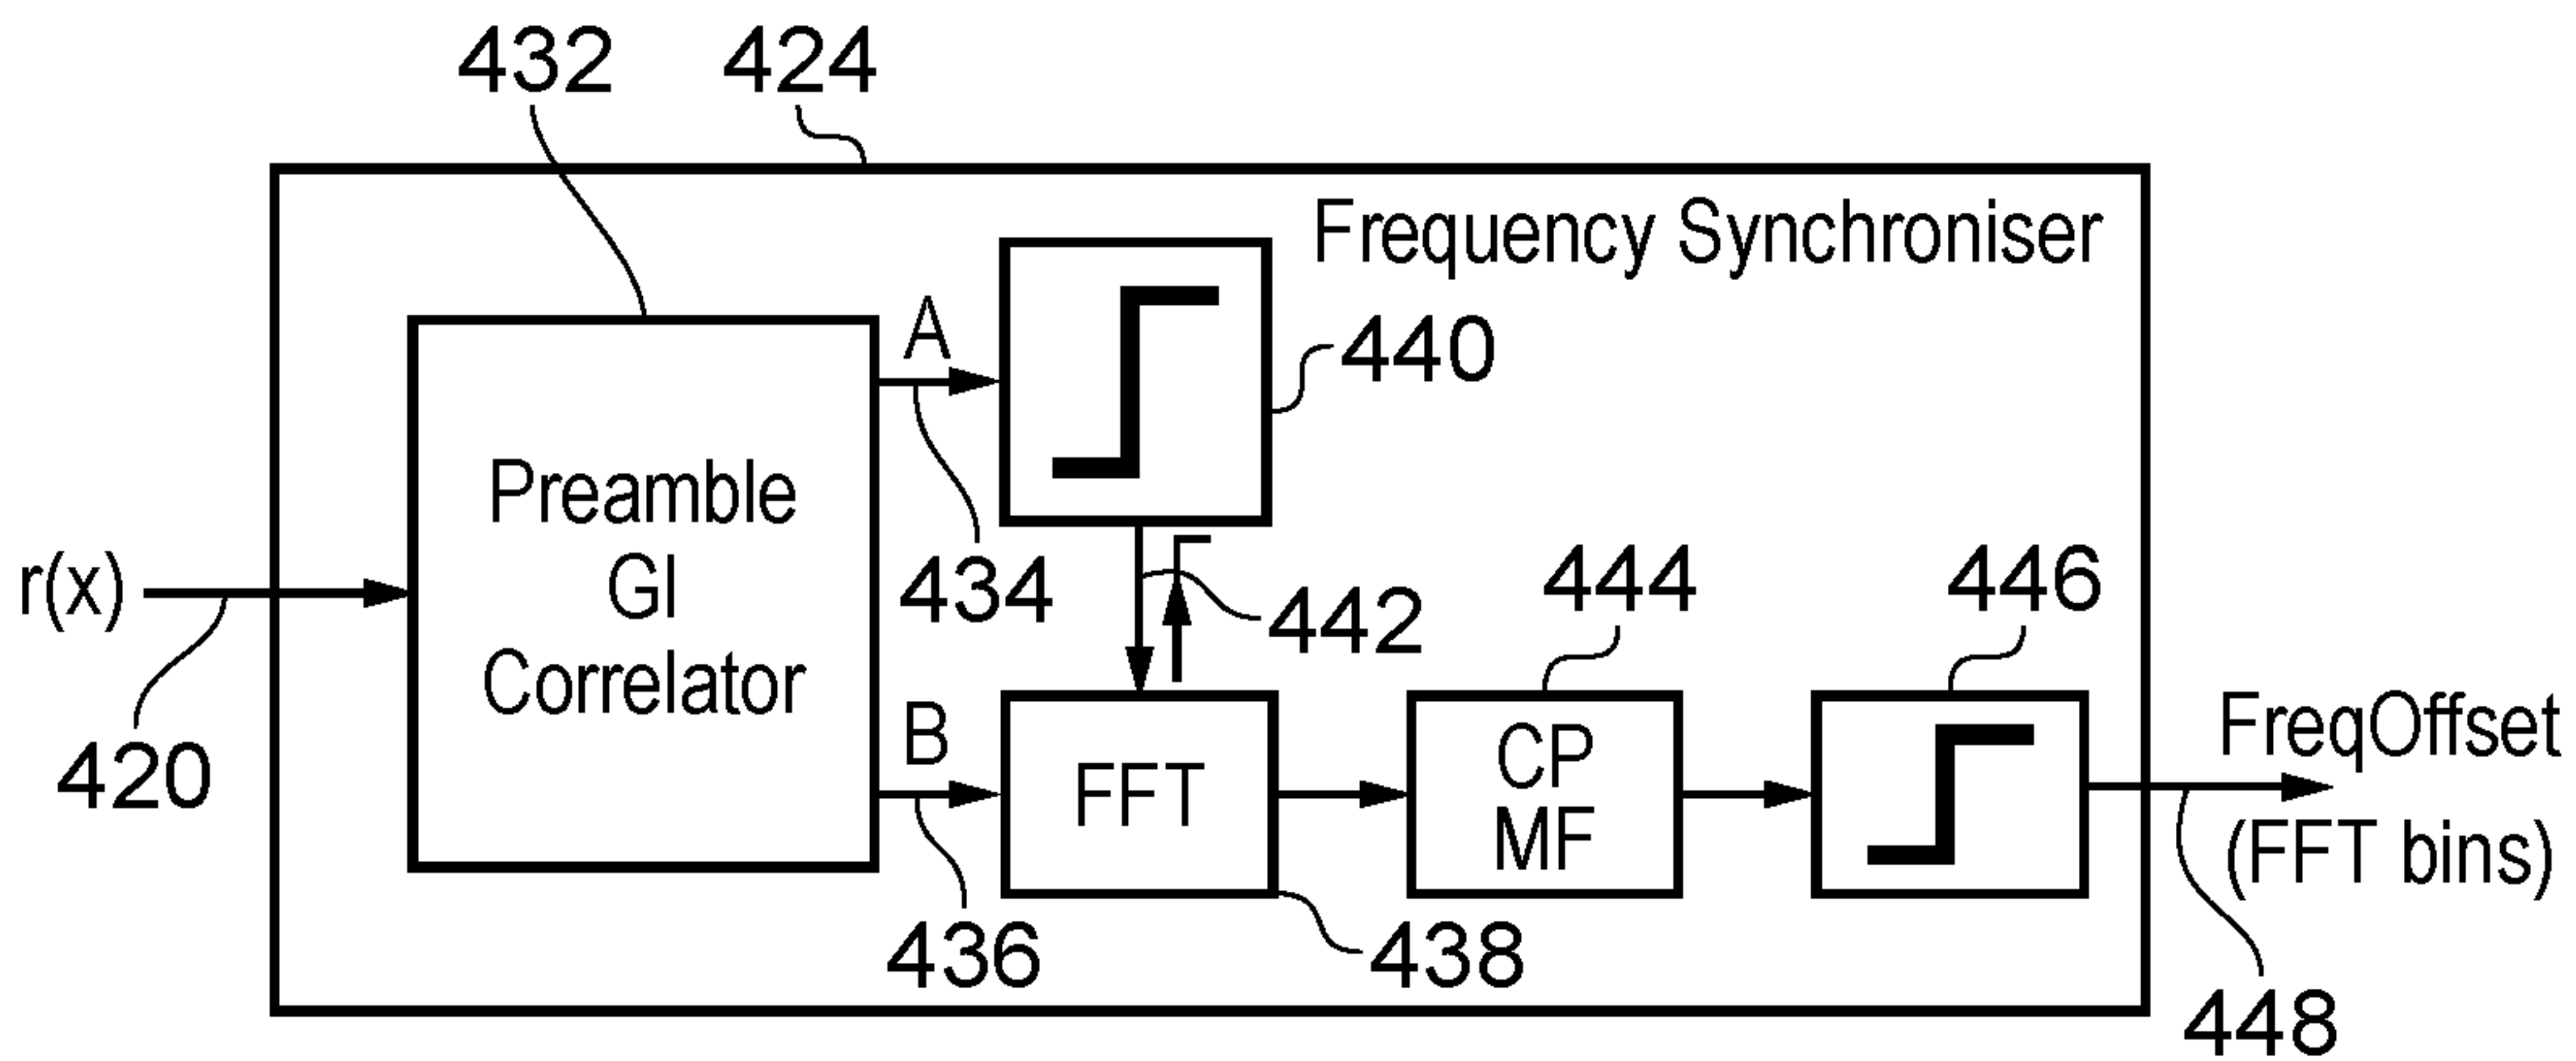 432
424
Frequency Synchroniser
A
440
Preamble
GI
Correlator
r(x)
434
442
444
446
420
B
FFT
CP
MF
FreqOffset
(FFT bins)
436
438
448